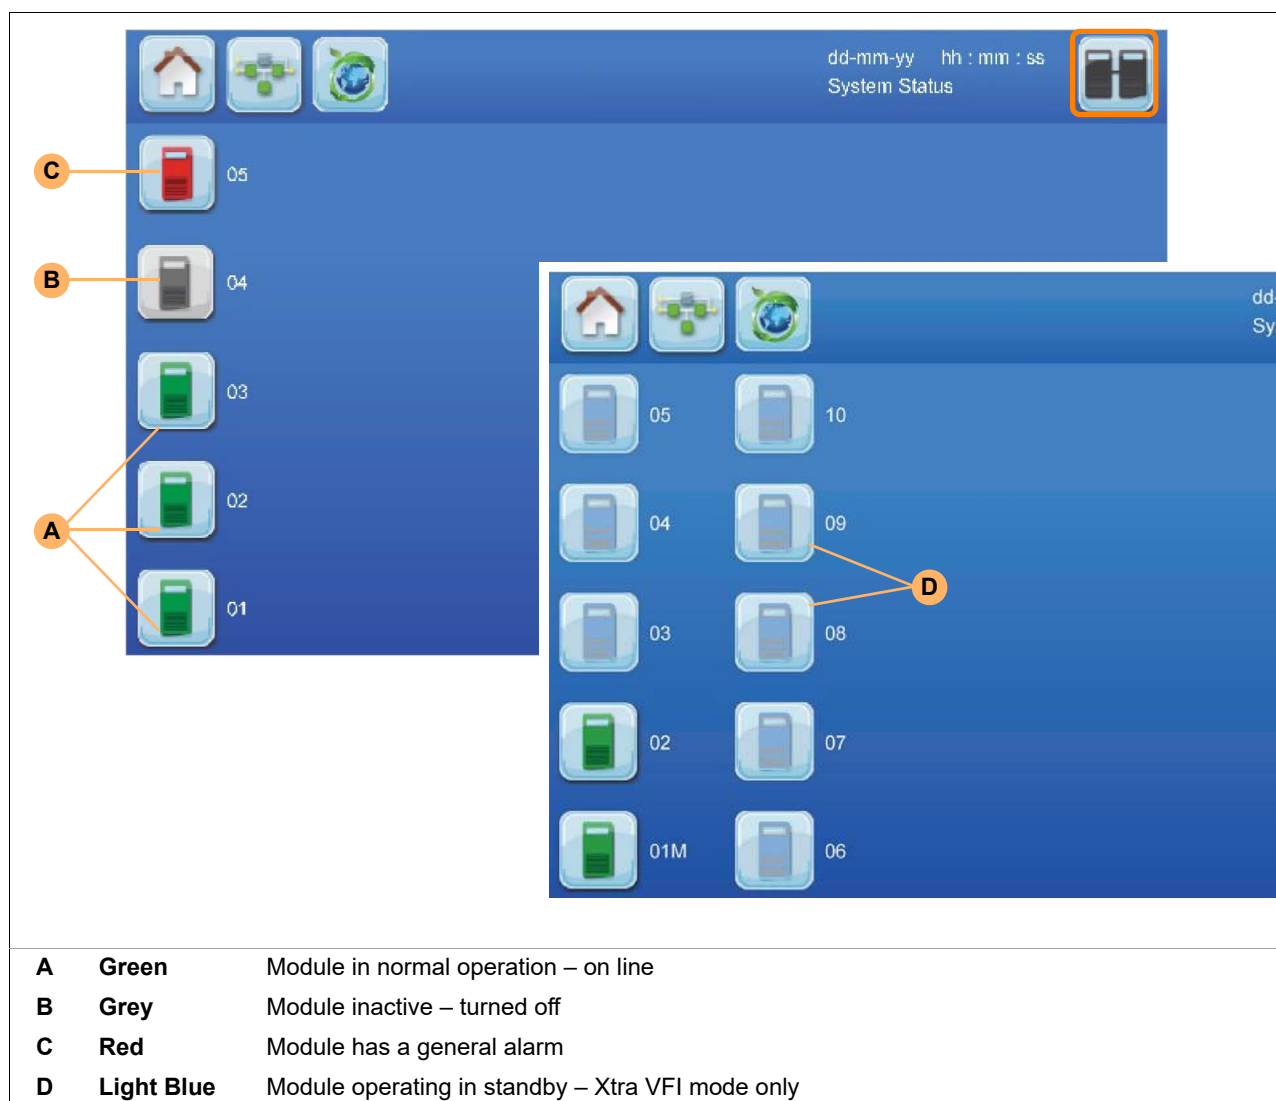 dd-mm-yy hh : mm : ss
System Status
C
05
B
04
03
02
A
01
dd-
Sys
05
10
04
09
D
03
08
02
07
01M
06
A Green Module in normal operation – on line
B Grey Module inactive – turned off
C Red Module has a general alarm
D Light Blue Module operating in standby – Xtra VFI mode only